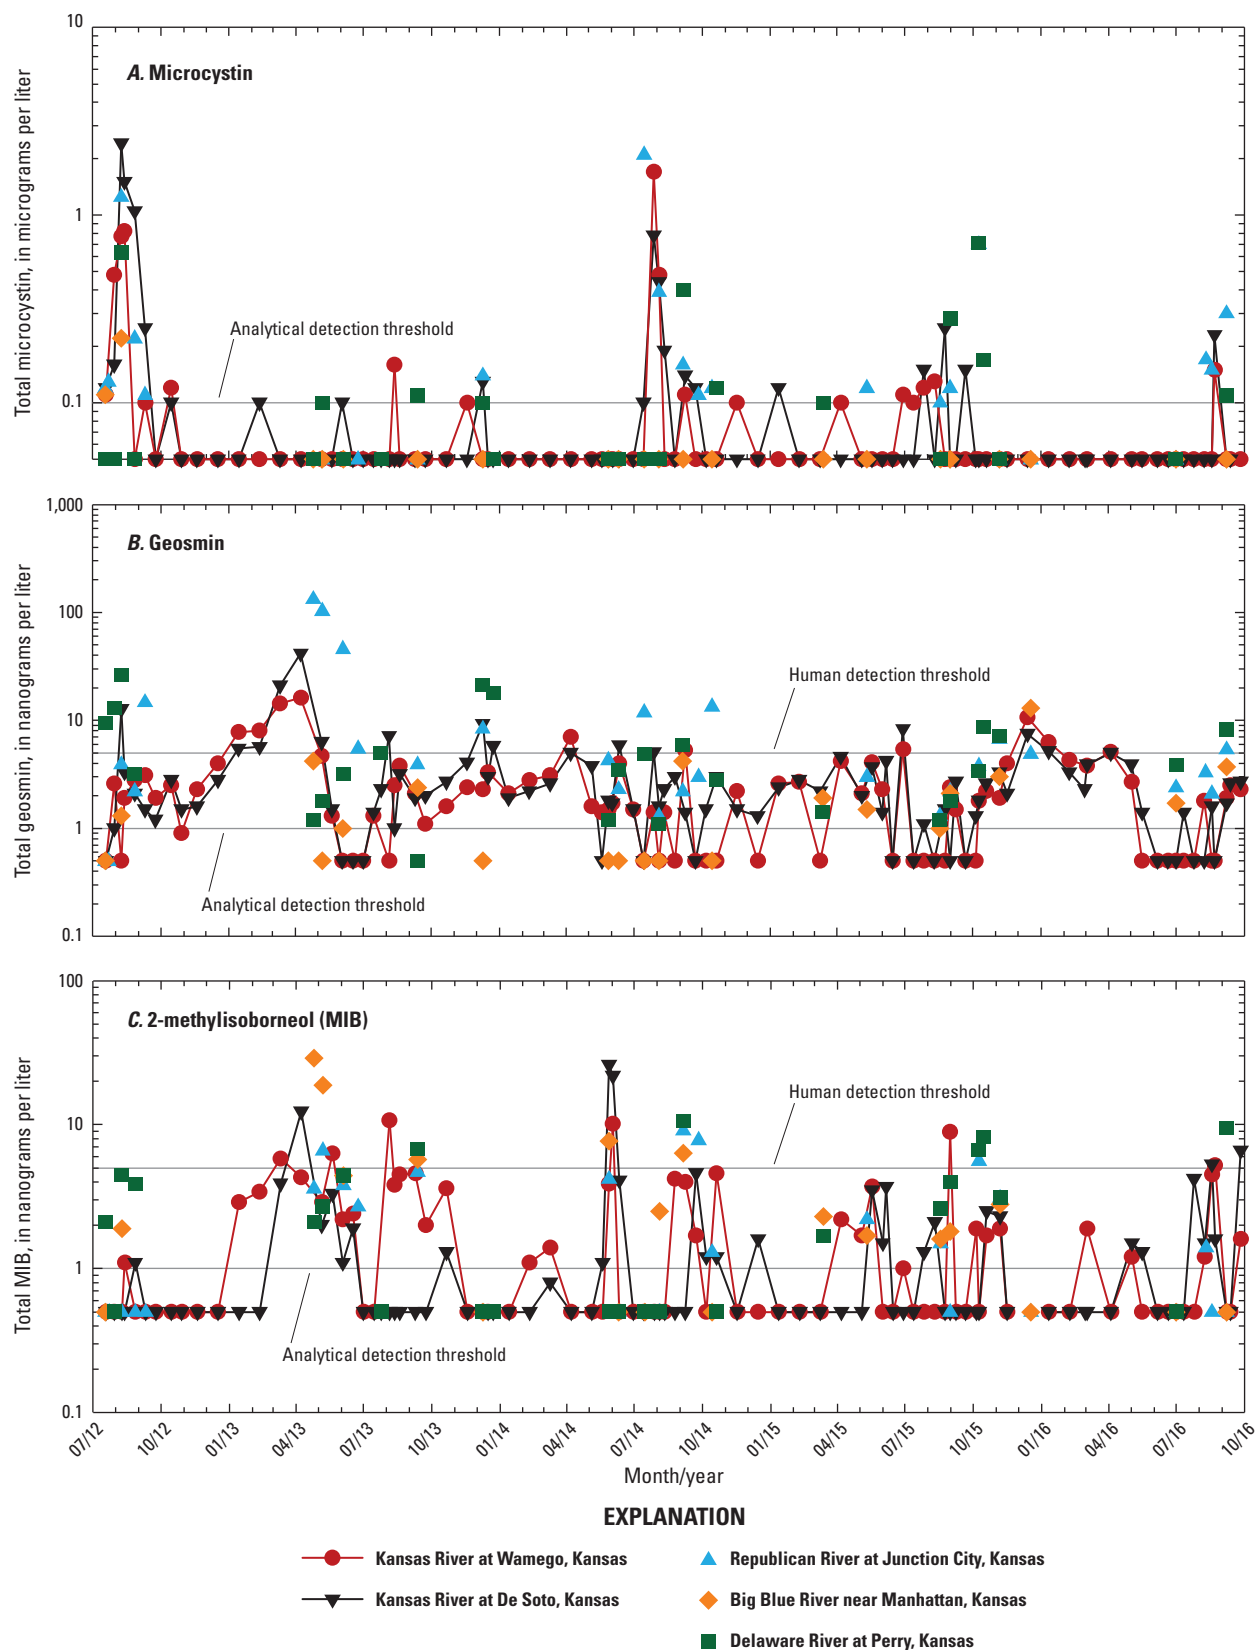 A. Microcystin
Total microcystin, in micrograms per liter
10
1
0.1
Analytical detection threshold
B. Geosmin
Total geosmin, in nanograms per liter
1,000
100
10
1
0.1
Human detection threshold
Analytical detection threshold
C. 2-methylisoborneol (MIB)
Total MIB, in nanograms per liter
100
10
1
0.1
Human detection threshold
Analytical detection threshold
07/12
10/12
01/13
04/13
07/13
10/13
01/14
04/14
07/14
10/14
01/15
04/15
07/15
10/15
01/16
04/16
07/16
10/16
Month/year
EXPLANATION
Kansas River at Wamego, Kansas
Kansas River at De Soto, Kansas
Republican River at Junction City, Kansas
Big Blue River near Manhattan, Kansas
Delaware River at Perry, Kansas